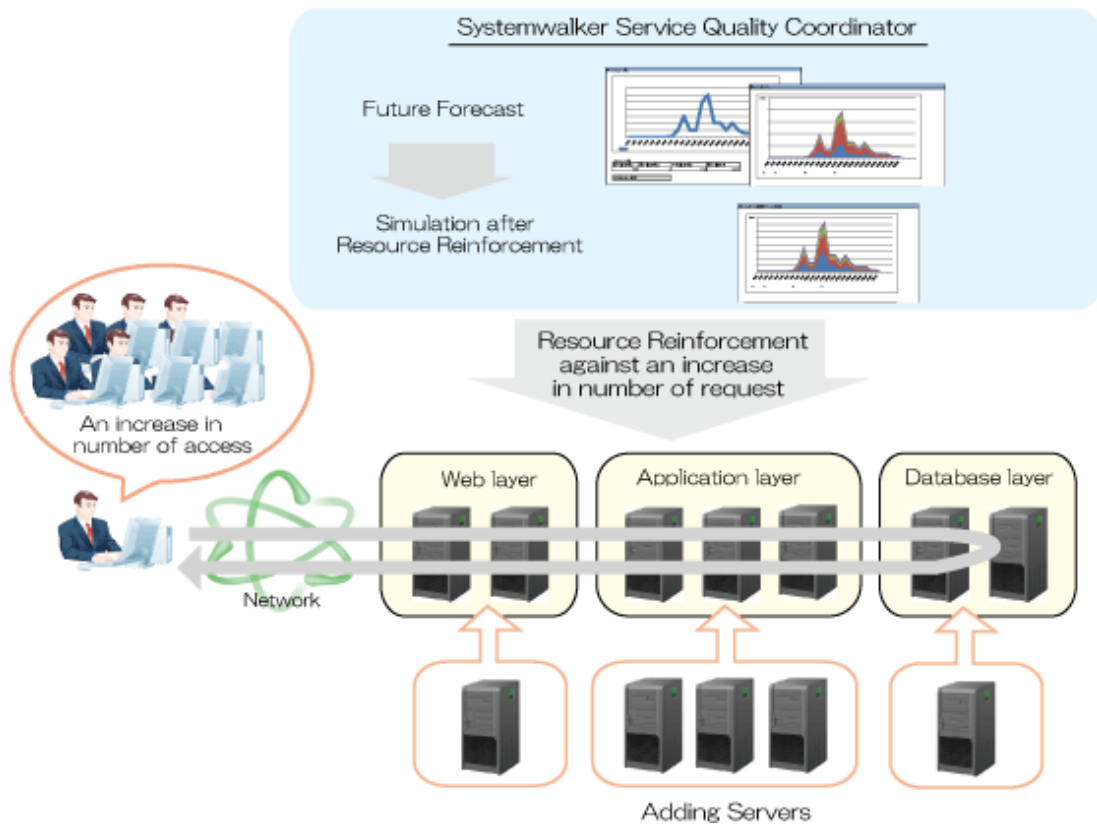 Systemwalker Service Quality Coordinator
Future Forecast
Simulation after
Resource Reinforcement
Resource Reinforcement
against an increase
in number of request
An increase in
number of access
Web layer
Application layer
Database layer
Network
Adding Servers